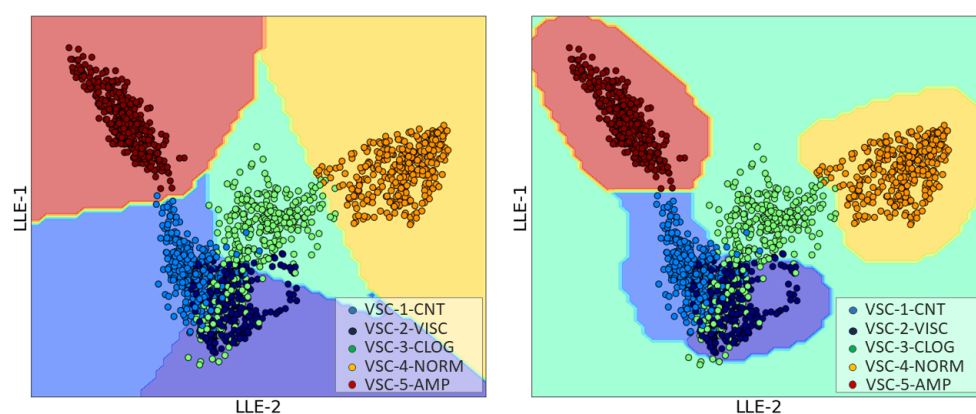 LLE-1
VSC-1-CNT
VSC-2-VISC
VSC-3-CLOG
VSC-4-NORM
VSC-5-AMP
LLE-2
LLE-1
VSC-1-CNT
VSC-2-VISC
VSC-3-CLOG
VSC-4-NORM
VSC-5-AMP
LLE-2